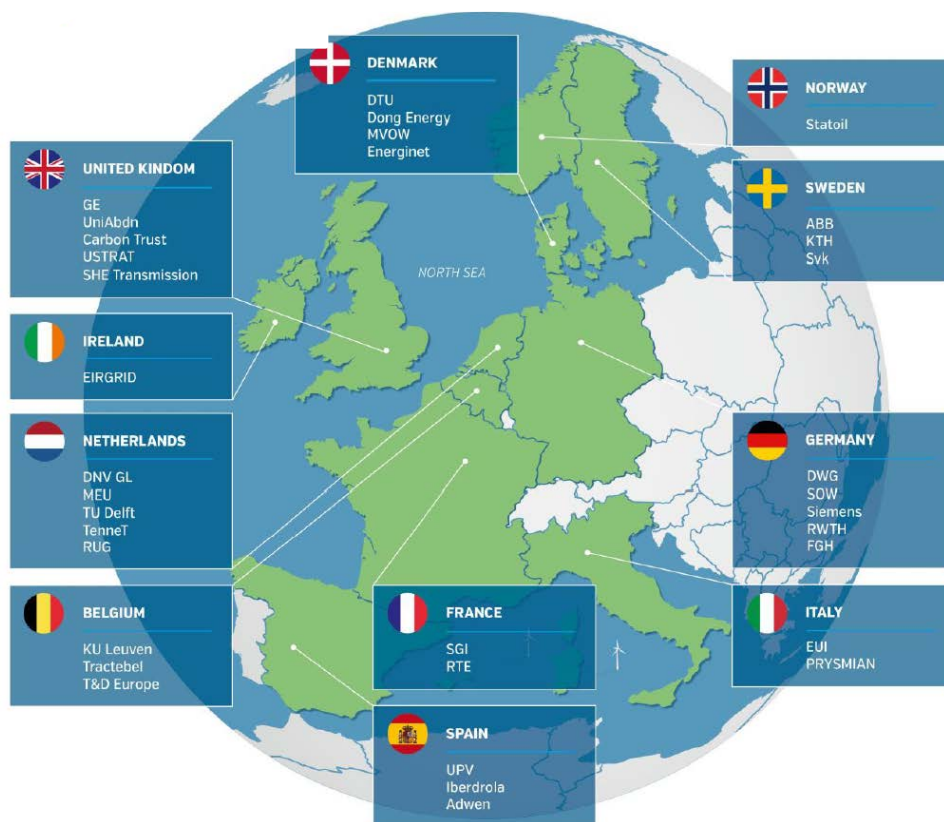 DENMARK
DTU
Dong Energy
MVOW
Energinet
NORWAY
Statoil
UNITED KINDOM
GE
UniAbdn
Carbon Trust
USTRAT
SHE Transmission
SWEDEN
ABB
KTH
Svk
NORTH SEA
IRELAND
EIRGRID
NETHERLANDS
DNV GL
MEU
TU Delft
TenneT
RUG
GERMANY
DWG
SOW
Siemens
RWTH
FGH
BELGIUM
KU Leuven
Tractebel
T&D Europe
FRANCE
SGI
RTE
ITALY
EUI
PRYSMIAN
SPAIN
UPV
Iberdrola
Adwen